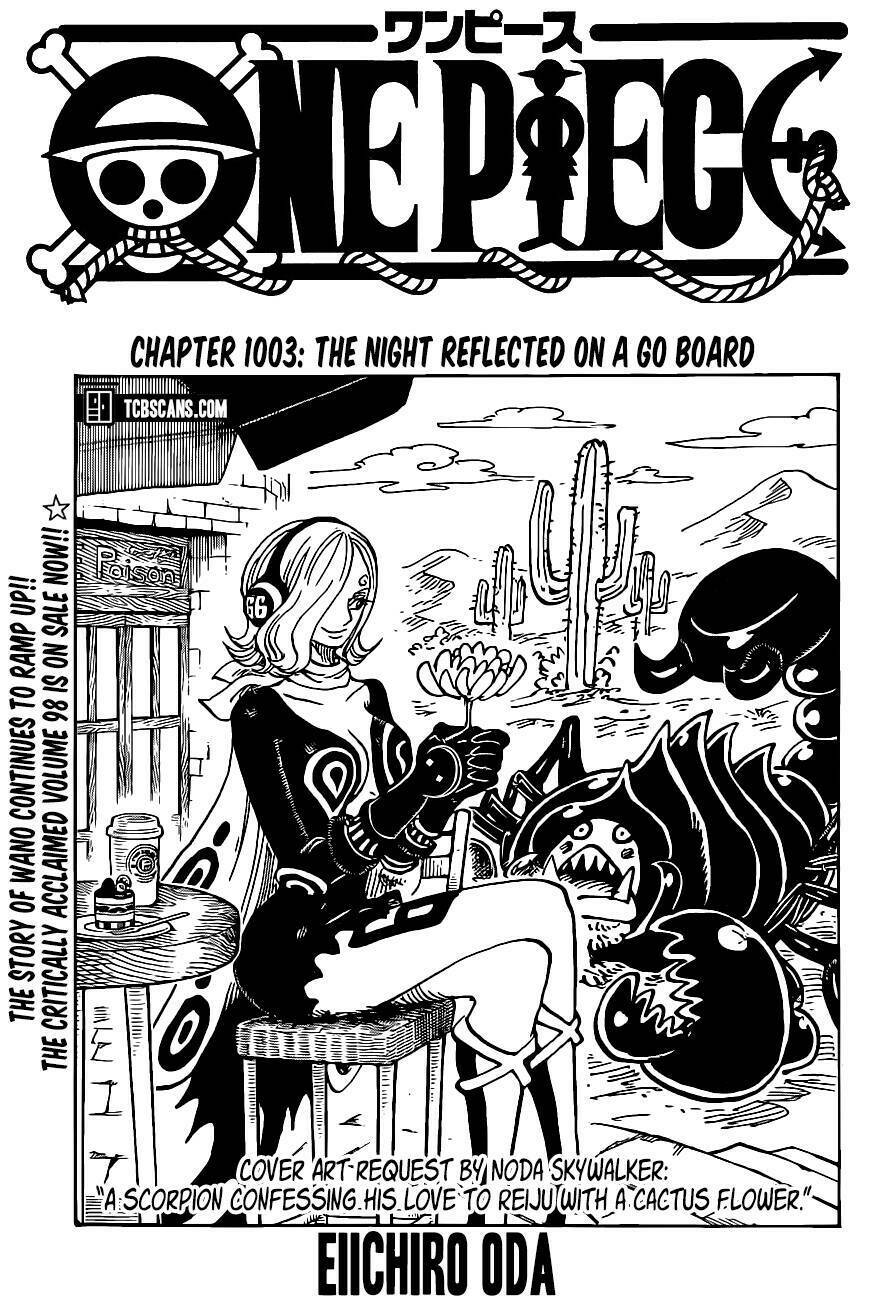 ワンピース
ONE PIECE
CHAPTER 1003: THE NIGHT REFLECTED ON A GO BOARD
TCBSCANS.COM
THE STORY OF WANO CONTINUES TO RAMP UP!!
THE CRITICALLY ACCLAIMED VOLUME 98 IS ON SALE NOW!! ☆
Poison
66
COVER ART REQUEST BY NODA SKYWALKER:
"A SCORPION CONFESSING HIS LOVE TO REIJU WITH A CACTUS FLOWER."
EIICHIRO ODA